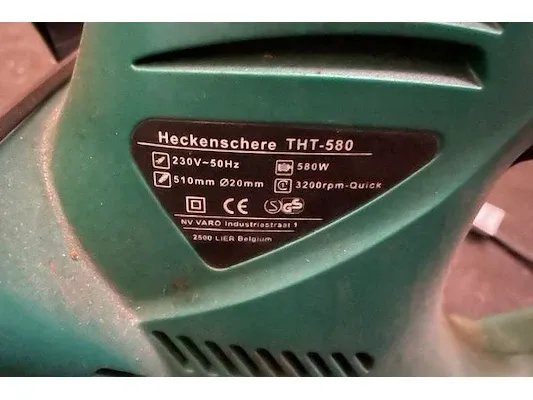 Heckenschere THT-580
230V~50Hz 580W
510mm Ø20mm 3200rpm-Quick
CE S GS
NV VARO Industriestraat 1
2500 LIER Belgium